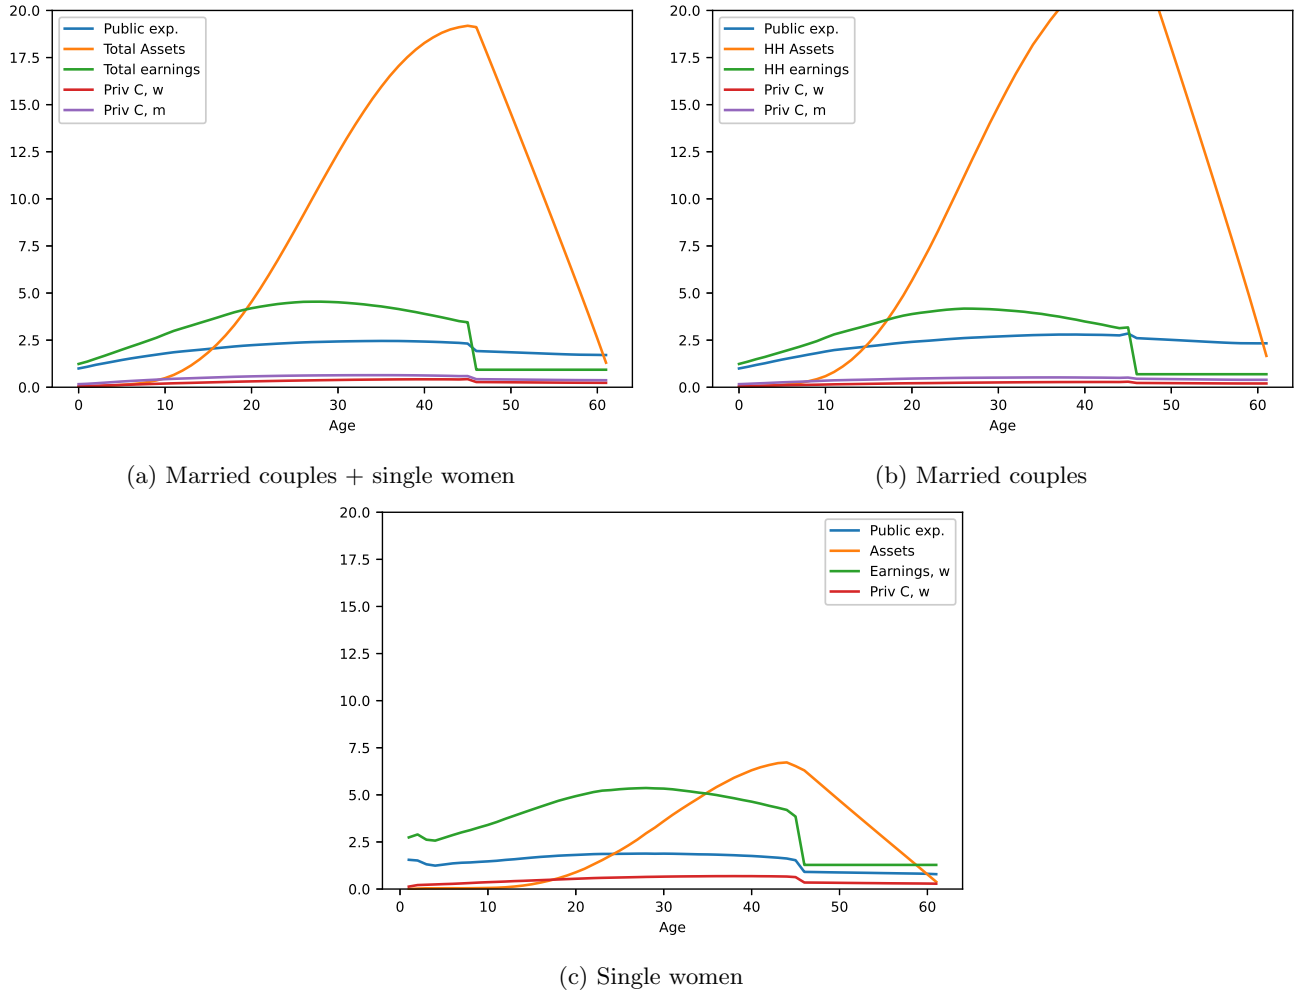 20.0
17.5
15.0
12.5
10.0
7.5
5.0
2.5
0.0
Public exp.
Total Assets
Total earnings
Priv C, w
Priv C, m
0 10 20 30 40 50 60
Age
(a) Married couples + single women
20.0
17.5
15.0
12.5
10.0
7.5
5.0
2.5
0.0
Public exp.
HH Assets
HH earnings
Priv C, w
Priv C, m
0 10 20 30 40 50 60
Age
(b) Married couples
20.0
17.5
15.0
12.5
10.0
7.5
5.0
2.5
0.0
Public exp.
Assets
Earnings, w
Priv C, w
0 10 20 30 40 50 60
Age
(c) Single women